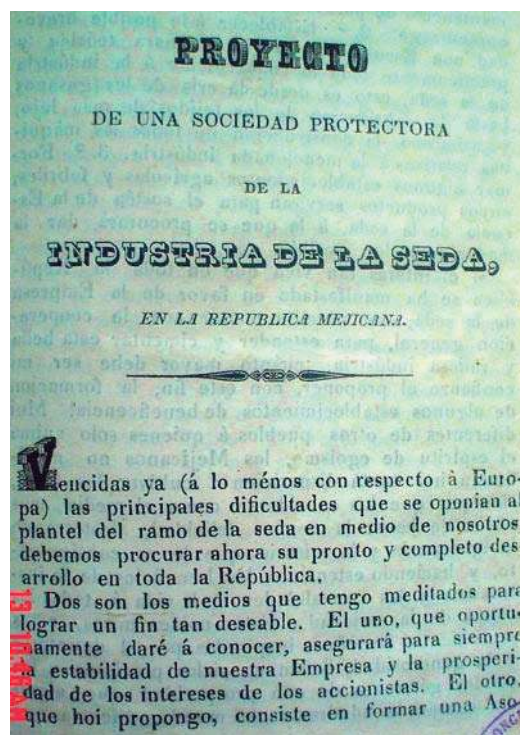 PROYECTO
DE UNA SOCIEDAD PROTECTORA
DE LA
INDUSTRIA DE LA SEDA,
EN LA REPUBLICA MEJICANA.
Vencidas ya (á lo ménos con respecto à Euro-
pa) las principales dificultades que se oponian al
plantel del ramo de la seda en medio de nosotros
debemos procurar ahora su pronto y completo des
arrollo en toda la Répública.
Dos son los medios que tengo meditados para
lograr un fin tan deseable. El uno, que oportu-
namente daré á conocer, asegurará para siempre
la estabilidad de nuestra Empresa y la prosperi-
dad de los intereses de los accionistas. El otro,
que hoi propongo, consiste en formar una Aso-